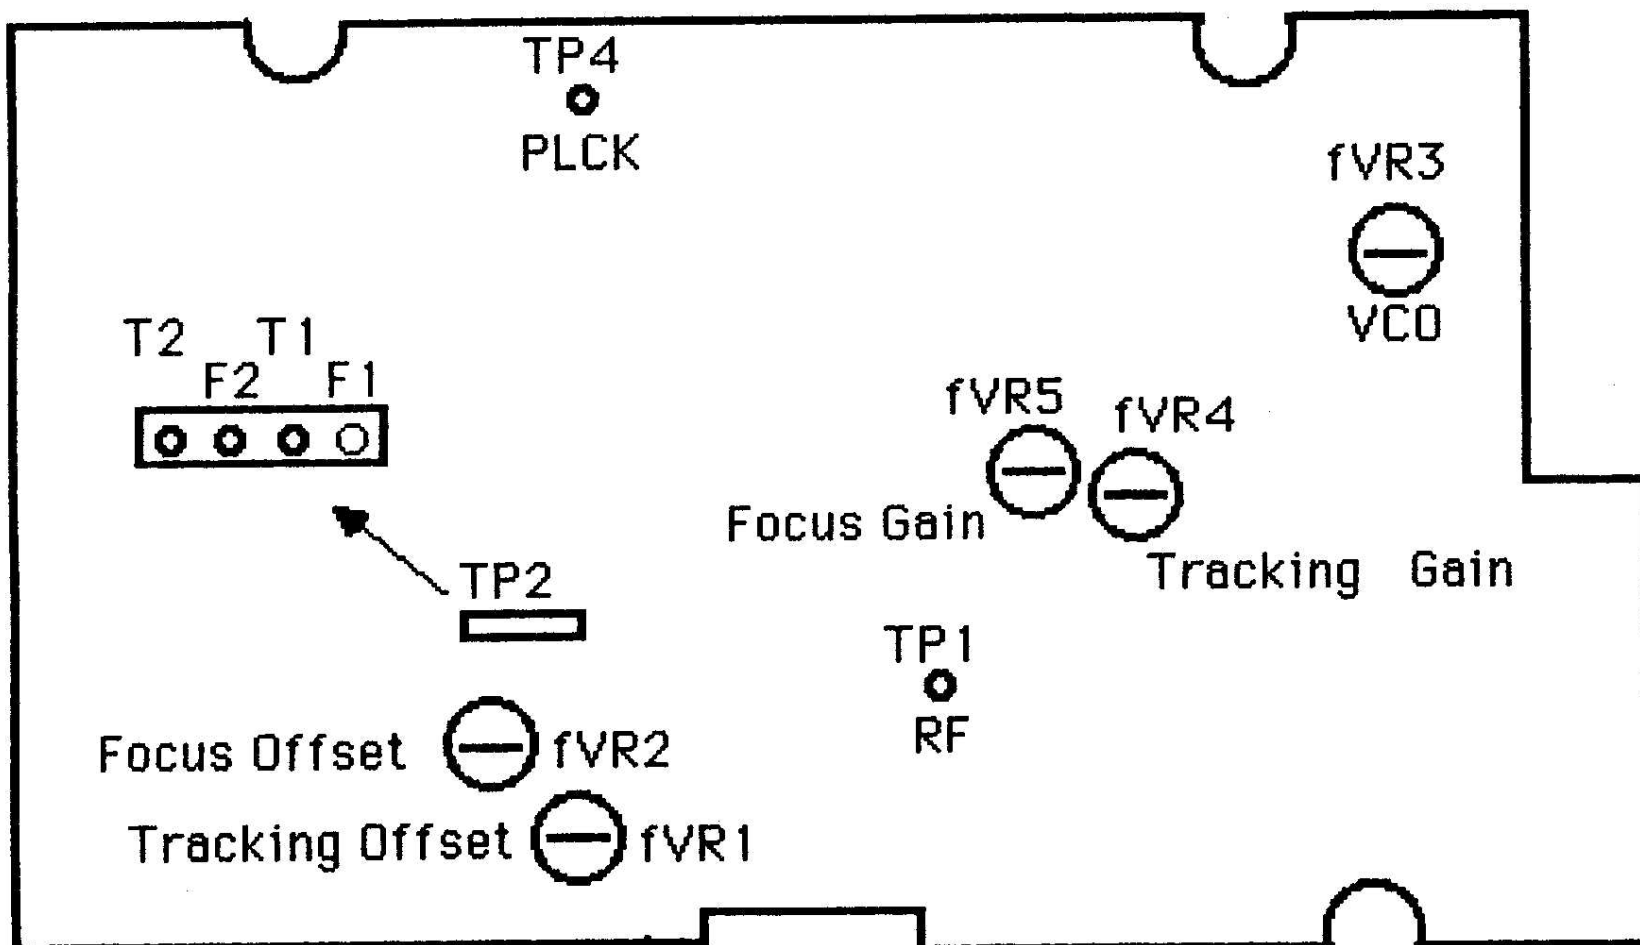 TP4
PLCK
fVR3
VCO
T2 T1
F2 F1
fVR5
fVR4
Focus Gain
Tracking Gain
TP2
TP1
RF
Focus Offset fVR2
Tracking Offset fVR1